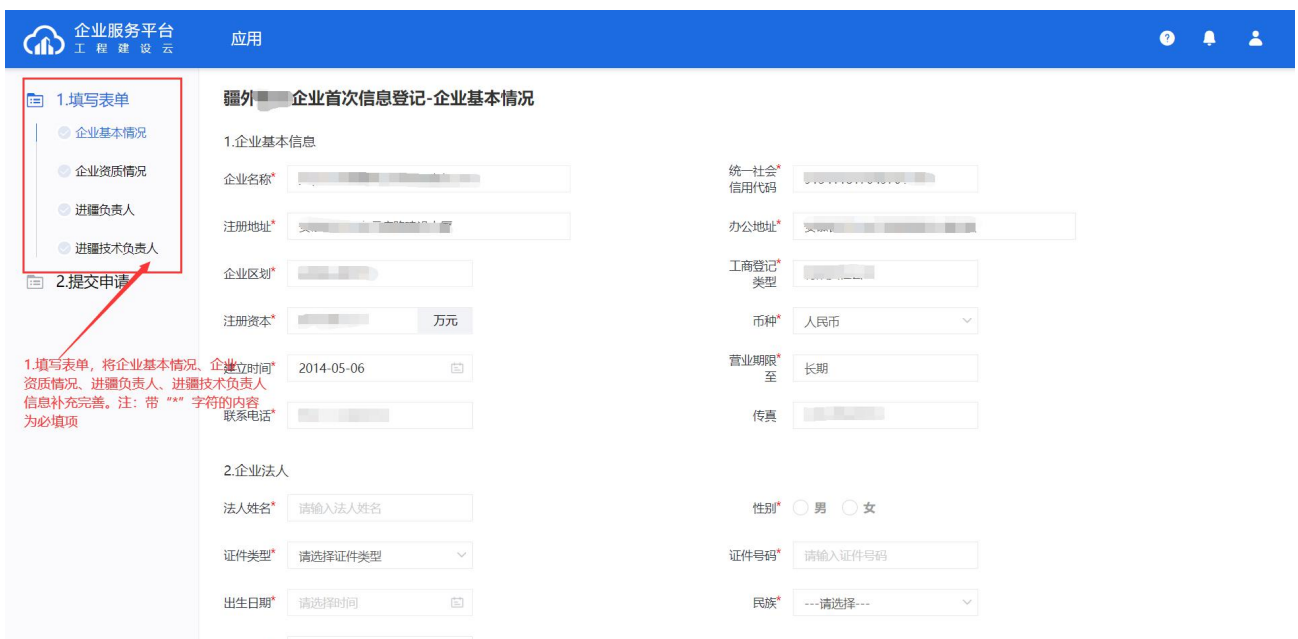 企业服务平台
工程建设云
应用
1.填写表单
企业基本情况
企业资质情况
进疆负责人
进疆技术负责人
2.提交申请
1.填写表单，将企业基本情况、企业
资质情况、进疆负责人、进疆技术负责人
信息补充完善。注：带“*”字符的内容
为必填项
疆外 企业首次信息登记-企业基本情况
1.企业基本信息
企业名称*
统一社会*
信用代码
注册地址*
办公地址*
企业区划*
工商登记*
类型
注册资本* 万元
币种* 人民币
建立时间* 2014-05-06
营业期限*
至
长期
联系电话*
传真
2.企业法人
法人姓名* 请输入法人姓名
性别* 男 女
证件类型* 请选择证件类型
证件号码* 请输入证件号码
出生日期* 请选择时间
民族* ---请选择---